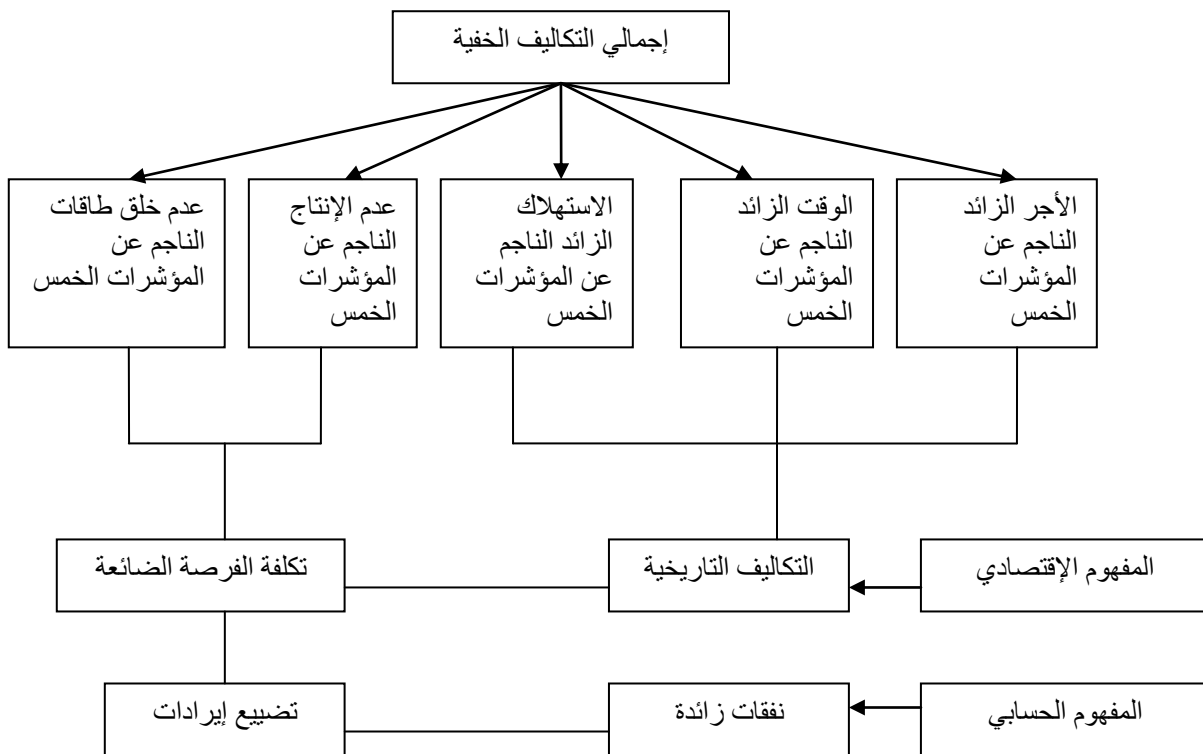 إجمالي التكاليف الخفية
الأجر الزائد
الناجم عن
المؤشرات
الخمس
الوقت الزائد
الناجم عن
المؤشرات
الخمس
الاستهلاك
الزائد الناجم
عن المؤشرات
الخمس
عدم الإنتاج
الناجم عن
المؤشرات
الخمس
عدم خلق طاقات
الناجم عن
المؤشرات الخمس
المفهوم الإقتصادي
التكاليف التاريخية
تكلفة الفرصة الضائعة
المفهوم الحسابي
نفقات زائدة
تضييع إيرادات